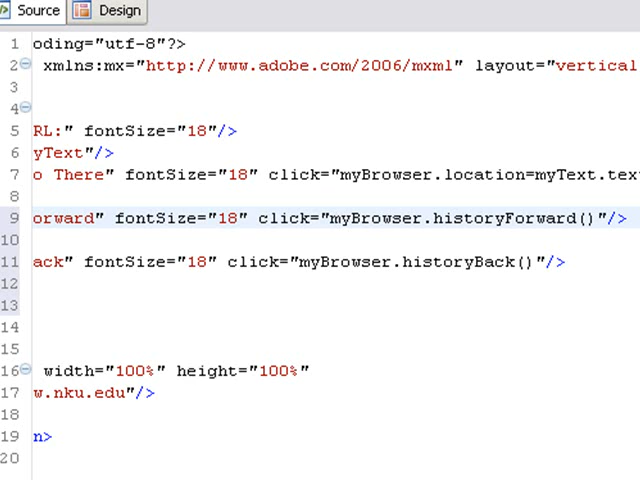 Source Design
1 oding="utf-8"?>
2 xmlns:mx="http://www.adobe.com/2006/mxml" layout="vertical
3
4
5 RL:" fontSize="18"/>
6 yText"/>
7 o There" fontSize="18" click="myBrowser.location=myText.tex
8
9 orward" fontSize="18" click="myBrowser.historyForward()"/>
10
11 ack" fontSize="18" click="myBrowser.historyBack()"/>
12
13
14
15
16 width="100%" height="100%"
17 w.nku.edu"/>
18
19 n>
20